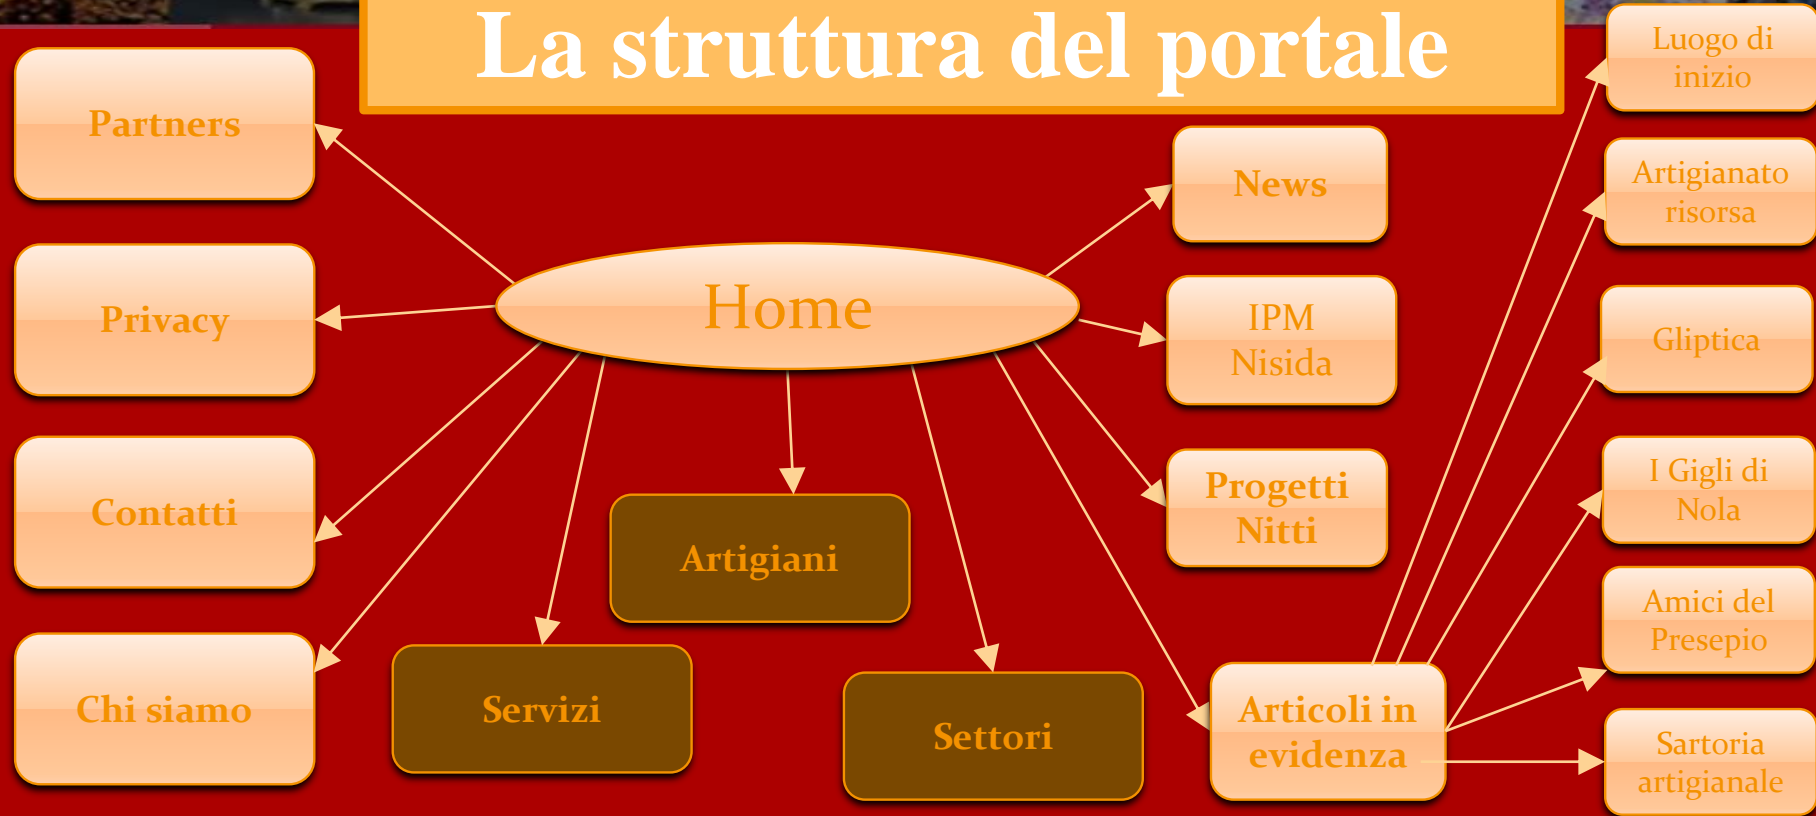 La struttura del portale
Partners
Privacy
Contatti
Chi siamo
Home
Servizi
Artigiani
Settori
News
IPM
Nisida
Progetti
Nitti
Articoli in
evidenza
Luogo di
inizio
Artigianato
risorsa
Gliptica
I Gigli di
Nola
Amici del
Presepio
Sartoria
artigianale